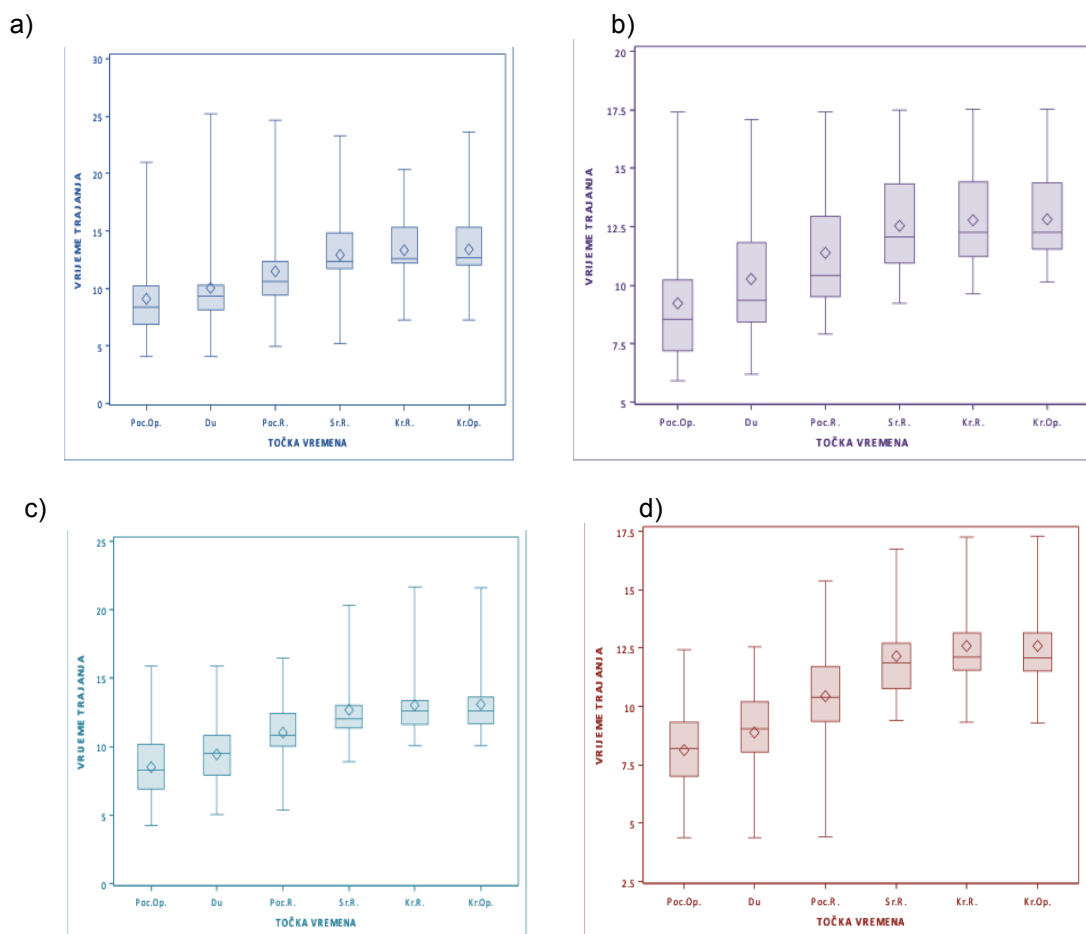 a)
30
25
20
15
10
5
0
VRIJEME TRAJANJA
Poc.Op. Du Poc.R. Sr.R. Kr.R. Kr.Op.
TOČKA VREMENA
b)
20
17.5
15
12.5
10
7.5
5
VRIJEME TRAJANJA
Poc.Op. Du Poc.R. Sr.R. Kr.R. Kr.Op.
TOČKA VREMENA
c)
25
20
15
10
5
0
VRIJEME TRAJANJA
Poc.Op. Du Poc.R. Sr.R. Kr.R. Kr.Op.
TOČKA VREMENA
d)
17.5
15
12.5
10
7.5
5
2.5
VRIJEME TRAJANJA
Poc.Op. Du Poc.R. Sr.R. Kr.R. Kr.Op.
TOČKA VREMENA